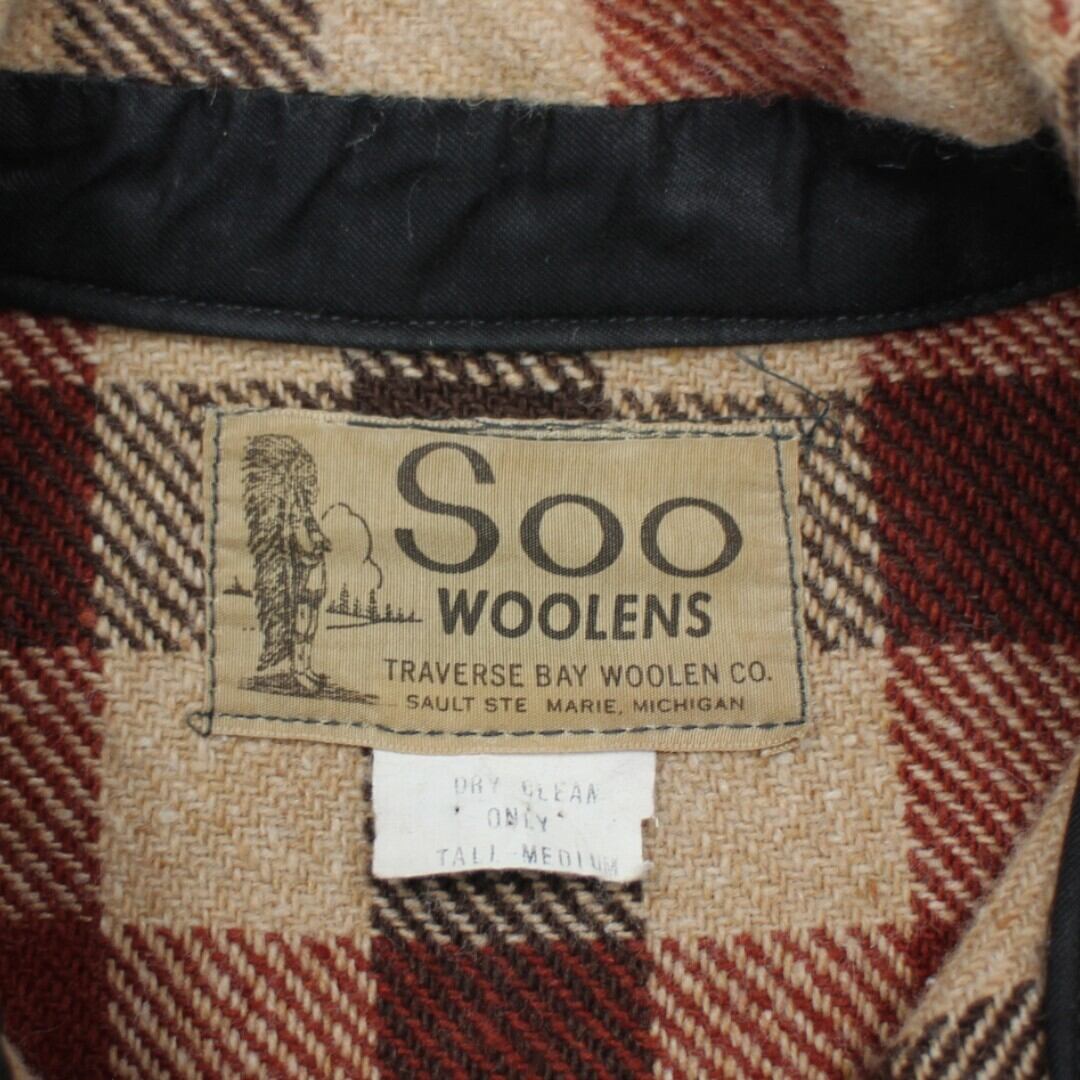 Soo
WOOLENS
TRAVERSE BAY WOOLEN CO.
SAULT STE MARIE, MICHIGAN
DRY CLEAN
ONLY
TALL MEDIUM